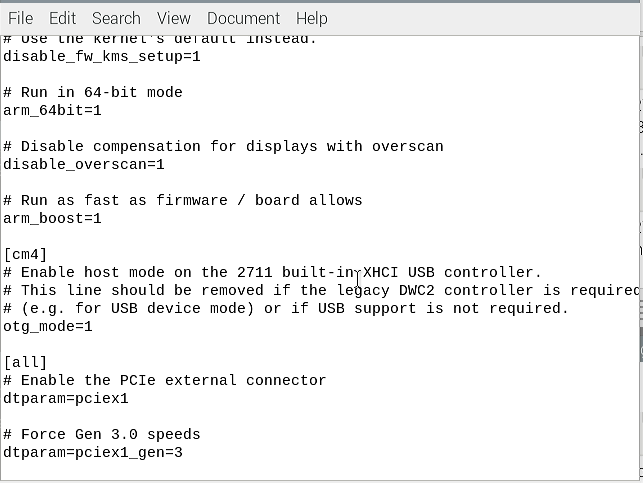 File Edit Search View Document Help
# Use the kernel's default instead.
disable_fw_kms_setup=1
# Run in 64-bit mode
arm_64bit=1
# Disable compensation for displays with overscan
disable_overscan=1
# Run as fast as firmware / board allows
arm_boost=1
[cm4]
# Enable host mode on the 2711 built-in XHCI USB controller.
# This line should be removed if the legacy DWC2 controller is required
# (e.g. for USB device mode) or if USB support is not required.
otg_mode=1
[all]
# Enable the PCIe external connector
dtparam=pciex1
# Force Gen 3.0 speeds
dtparam=pciex1_gen=3